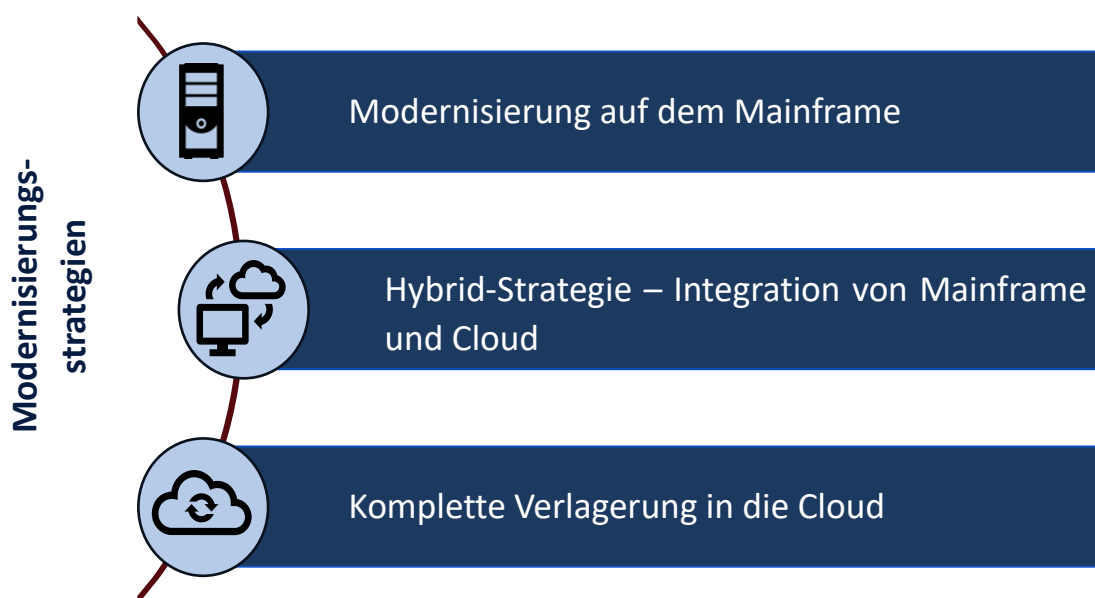 Modernisierungs-
strategien
Modernisierung auf dem Mainframe
Hybrid-Strategie – Integration von Mainframe
und Cloud
Komplette Verlagerung in die Cloud